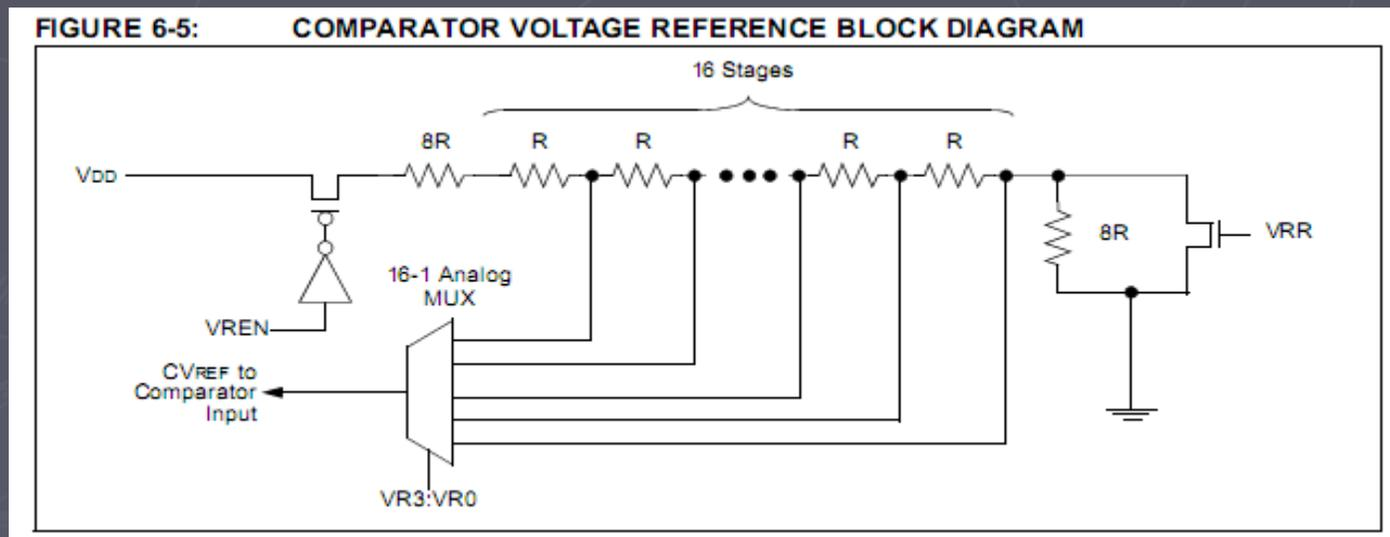 FIGURE 6-5: COMPARATOR VOLTAGE REFERENCE BLOCK DIAGRAM
16 Stages
8R R R R R
VDD
8R
VRR
16-1 Analog
MUX
VREN
CVREF to
Comparator
Input
VR3:VR0